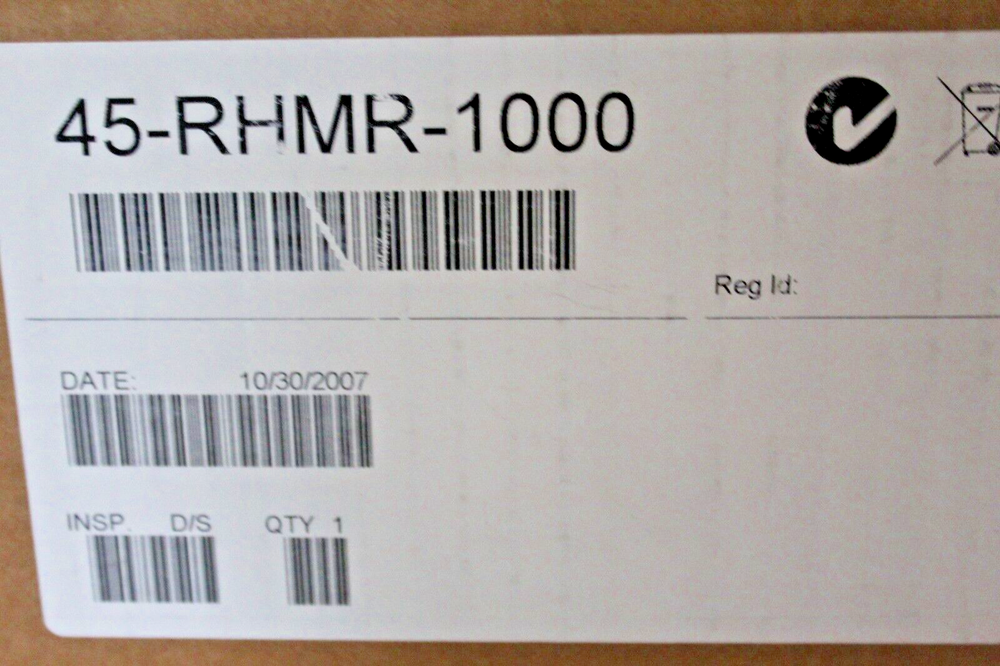 45-RHMR-1000
Reg Id:
DATE: 10/30/2007
INSP. D/S QTY 1